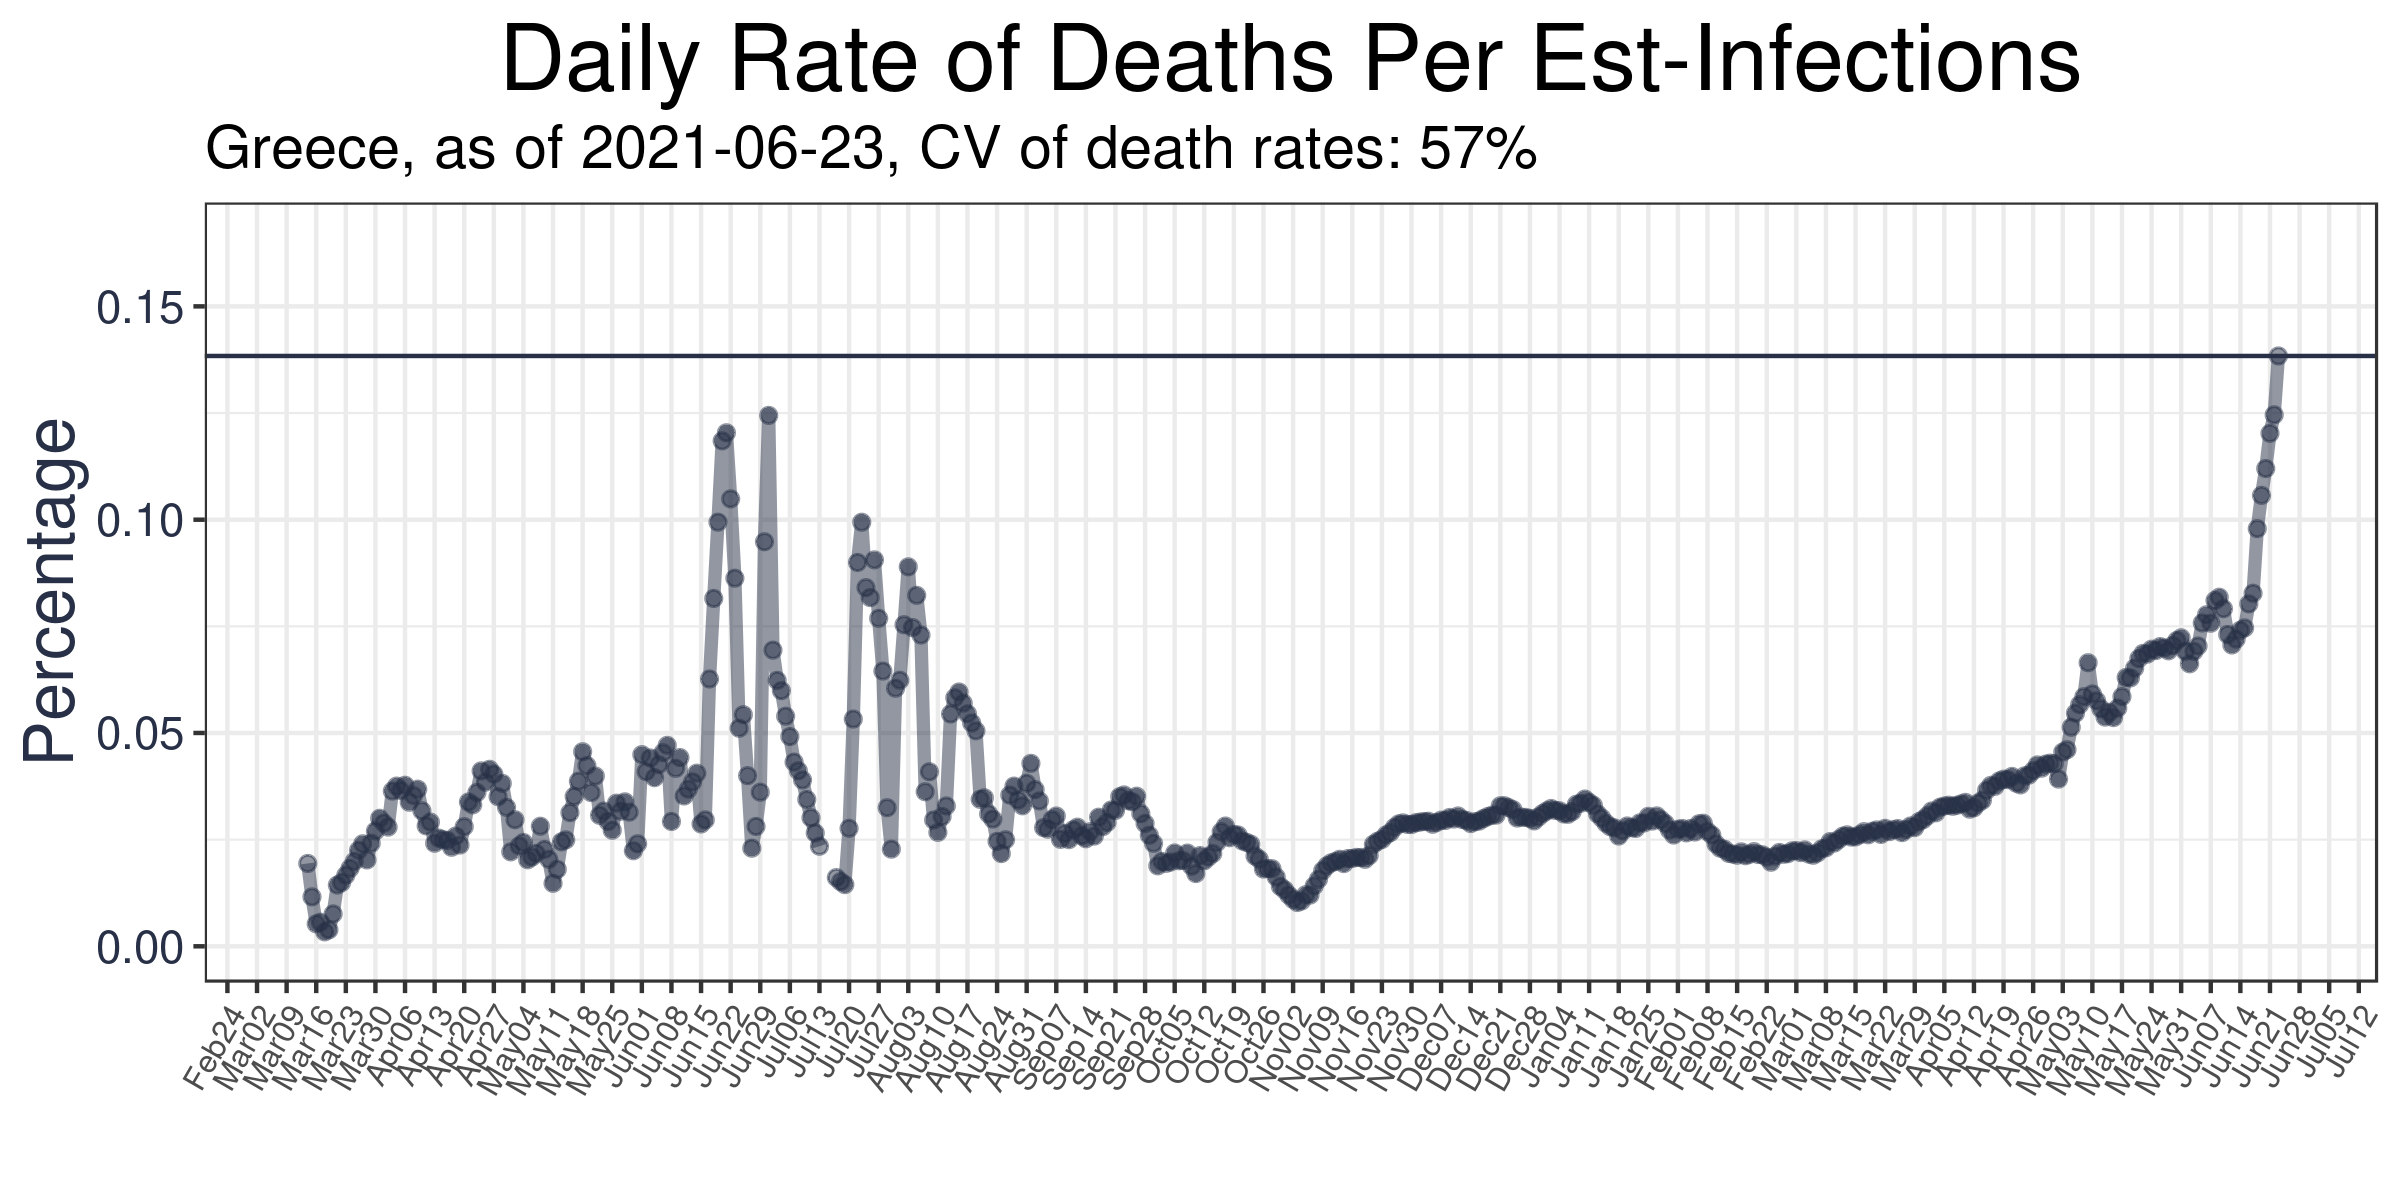 Daily Rate of Deaths Per Est-Infections
Greece, as of 2021-06-23, CV of death rates: 57%
Percentage
0.15
0.10
0.05
0.00
Feb24
Mar02
Mar09
Mar16
Mar23
Mar30
Apr06
Apr13
Apr20
Apr27
May04
May11
May18
May25
Jun01
Jun08
Jun15
Jun22
Jun29
Jul06
Jul13
Jul20
Jul27
Aug03
Aug10
Aug17
Aug24
Aug31
Sep07
Sep14
Sep21
Sep28
Oct05
Oct12
Oct19
Oct26
Nov02
Nov09
Nov16
Nov23
Nov30
Dec07
Dec14
Dec21
Dec28
Jan04
Jan11
Jan18
Jan25
Feb01
Feb08
Feb15
Feb22
Mar01
Mar08
Mar15
Mar22
Mar29
Apr05
Apr12
Apr19
Apr26
May03
May10
May17
May24
May31
Jun07
Jun14
Jun21
Jun28
Jul05
Jul12